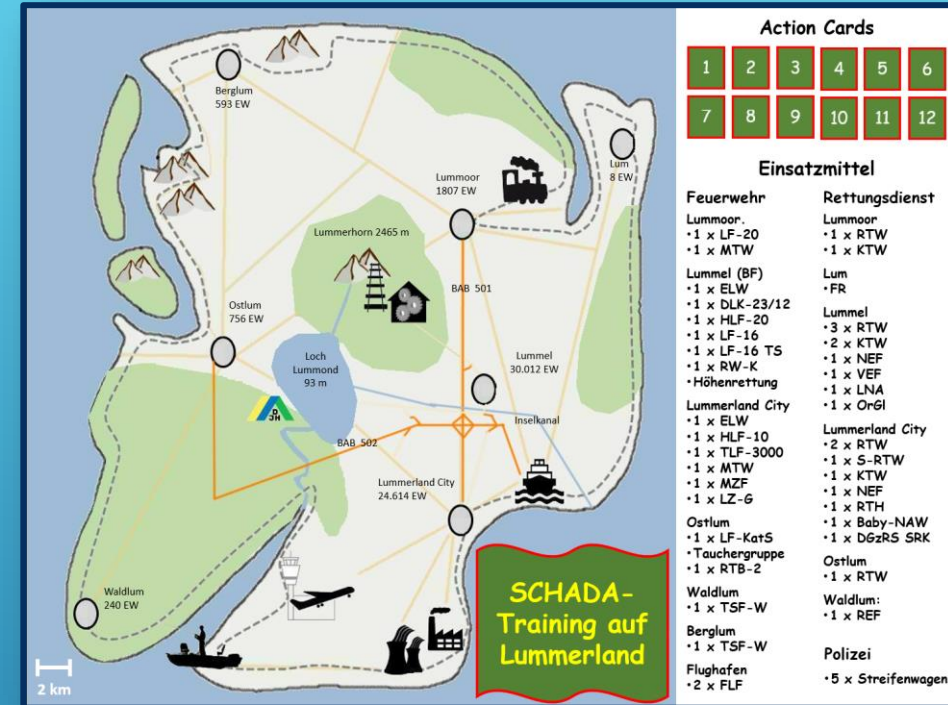 Berglum
593 EW
Lum
8 EW
Lummoor
1807 EW
Lummerhorn 2465 m
BAB 501
Ostlum
756 EW
Loch
Lummond
93 m
Lummel
30.012 EW
DJH
Inselkanal
BAB 502
Lummerland City
24.614 EW
Waldlum
240 EW
2 km
SCHADA-
Training auf
Lummerland
Action Cards
1 2 3 4 5 6
7 8 9 10 11 12
Einsatzmittel
Feuerwehr
Lummoor.
•1 x LF-20
•1 x MTW
Lummel (BF)
•1 x ELW
•1 x DLK-23/12
•1 x HLF-20
•1 x LF-16
•1 x LF-16 TS
•1 x RW-K
•Höhenrettung
Lummerland City
•1 x ELW
•1 x HLF-10
•1 x TLF-3000
•1 x MTW
•1 x MZF
•1 x LZ-G
Ostlum
•1 x LF-KatS
•Tauchergruppe
•1 x RTB-2
Waldlum
•1 x TSF-W
Berglum
•1 x TSF-W
Flughafen
•2 x FLF
Rettungsdienst
Lummoor
•1 x RTW
•1 x KTW
Lum
•FR
Lummel
•3 x RTW
•2 x KTW
•1 x NEF
•1 x VEF
•1 x LNA
•1 x OrGl
Lummerland City
•2 x RTW
•1 x S-RTW
•1 x KTW
•1 x NEF
•1 x RTH
•1 x Baby-NAW
•1 x DGzRS SRK
Ostlum
•1 x RTW
Waldlum:
•1 x REF
Polizei
•5 x Streifenwagen